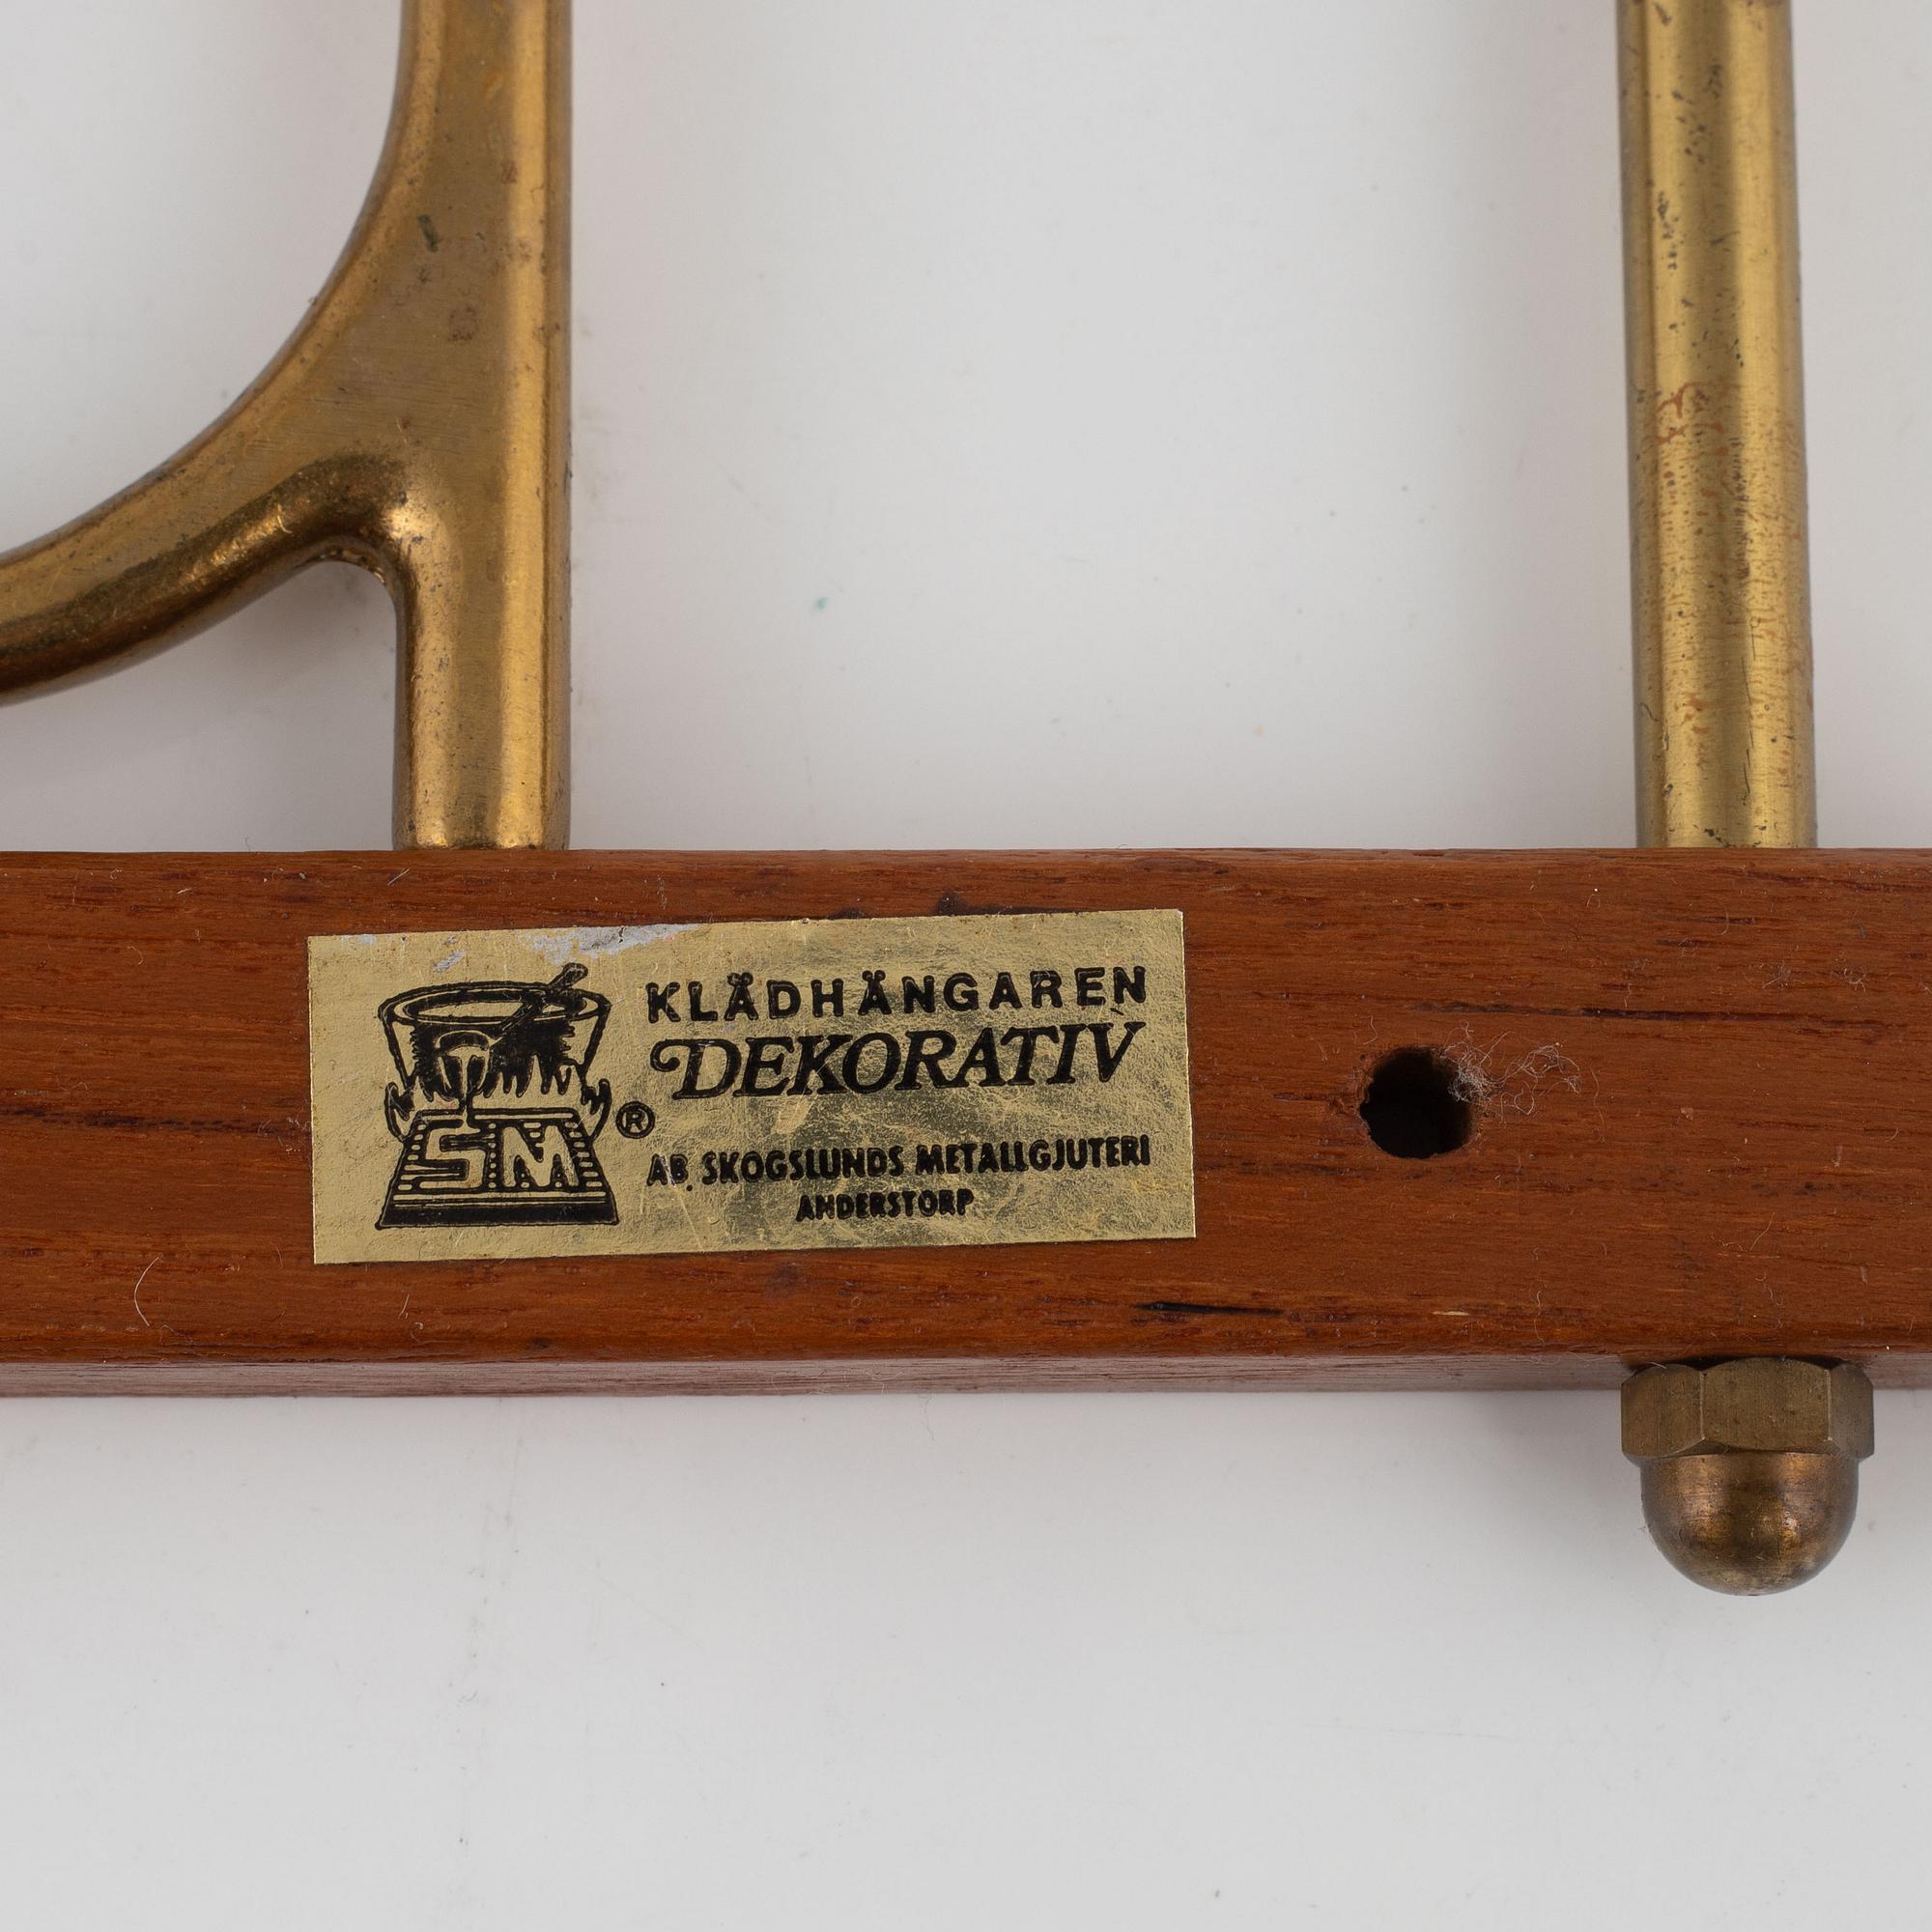 KLÄDHÄNGAREN
DEKORATIV
SM ®
AB. SKOGSLUNDS METALLGJUTERI
ANDERSTORP